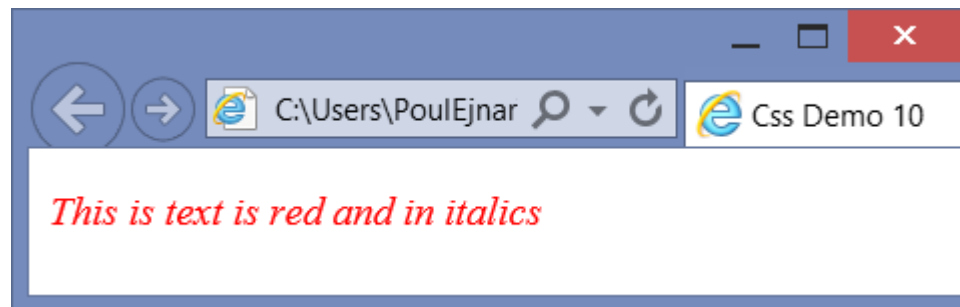 C:\Users\PoulEjnar
Css Demo 10
This is text is red and in italics